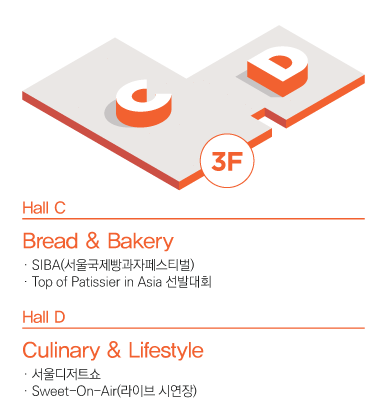 C
D
3F
Hall C
Bread & Bakery
· SIBA(서울국제빵과자페스티벌)
· Top of Patissier in Asia 선발대회
Hall D
Culinary & Lifestyle
· 서울디저트쇼
· Sweet-On-Air(라이브 시연장)